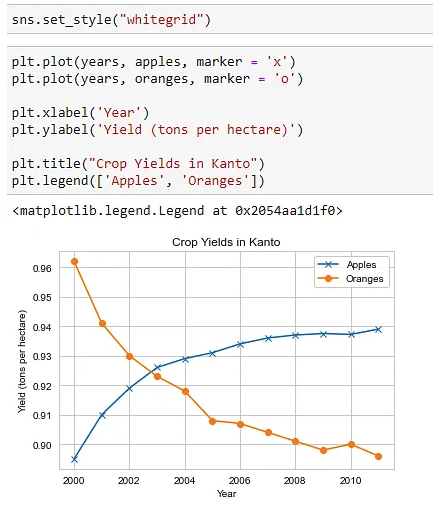 sns.set_style("whitegrid")
plt.plot(years, apples, marker = 'x')
plt.plot(years, oranges, marker = 'o')
plt.xlabel('Year')
plt.ylabel('Yield (tons per hectare)')
plt.title("Crop Yields in Kanto")
plt.legend(['Apples', 'Oranges'])
<matplotlib.legend.Legend at 0x2054aa1d1f0>
Crop Yields in Kanto
Apples
Oranges
0.96
0.95
0.94
0.93
0.92
0.91
0.90
Yield (tons per hectare)
2000 2002 2004 2006 2008 2010
Year